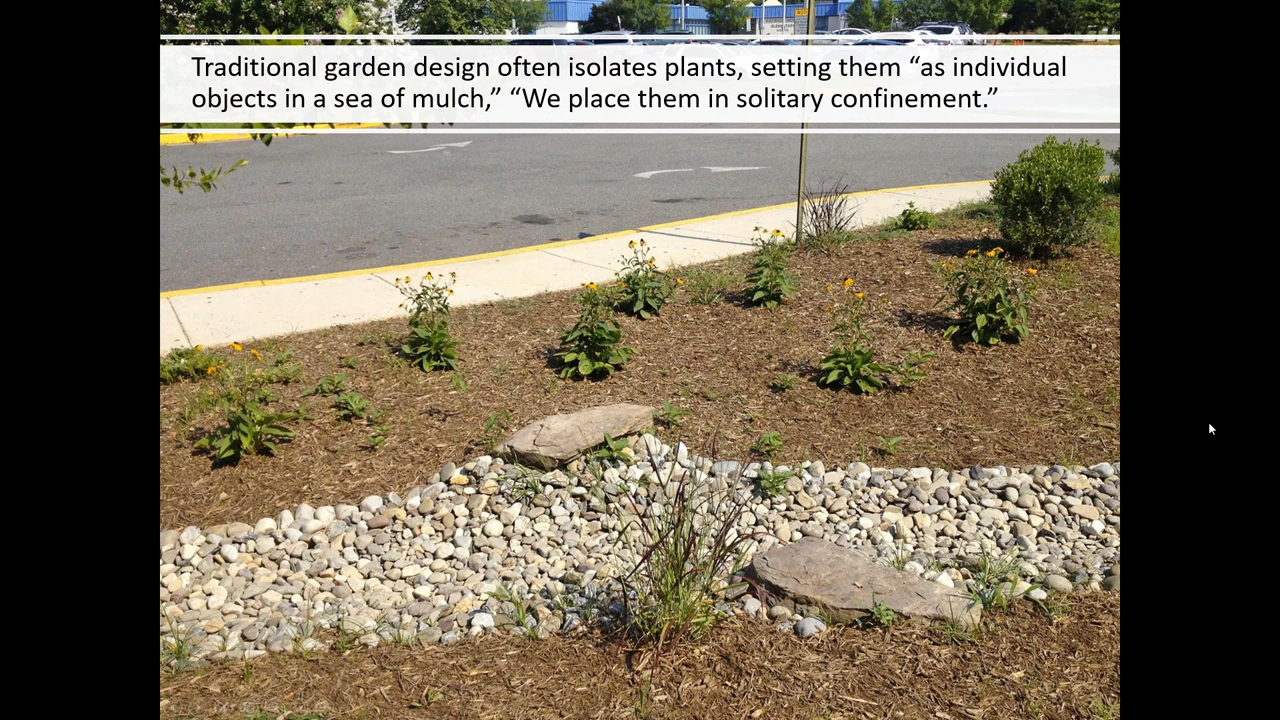 Traditional garden design often isolates plants, setting them “as individual
objects in a sea of mulch,” “We place them in solitary confinement.”